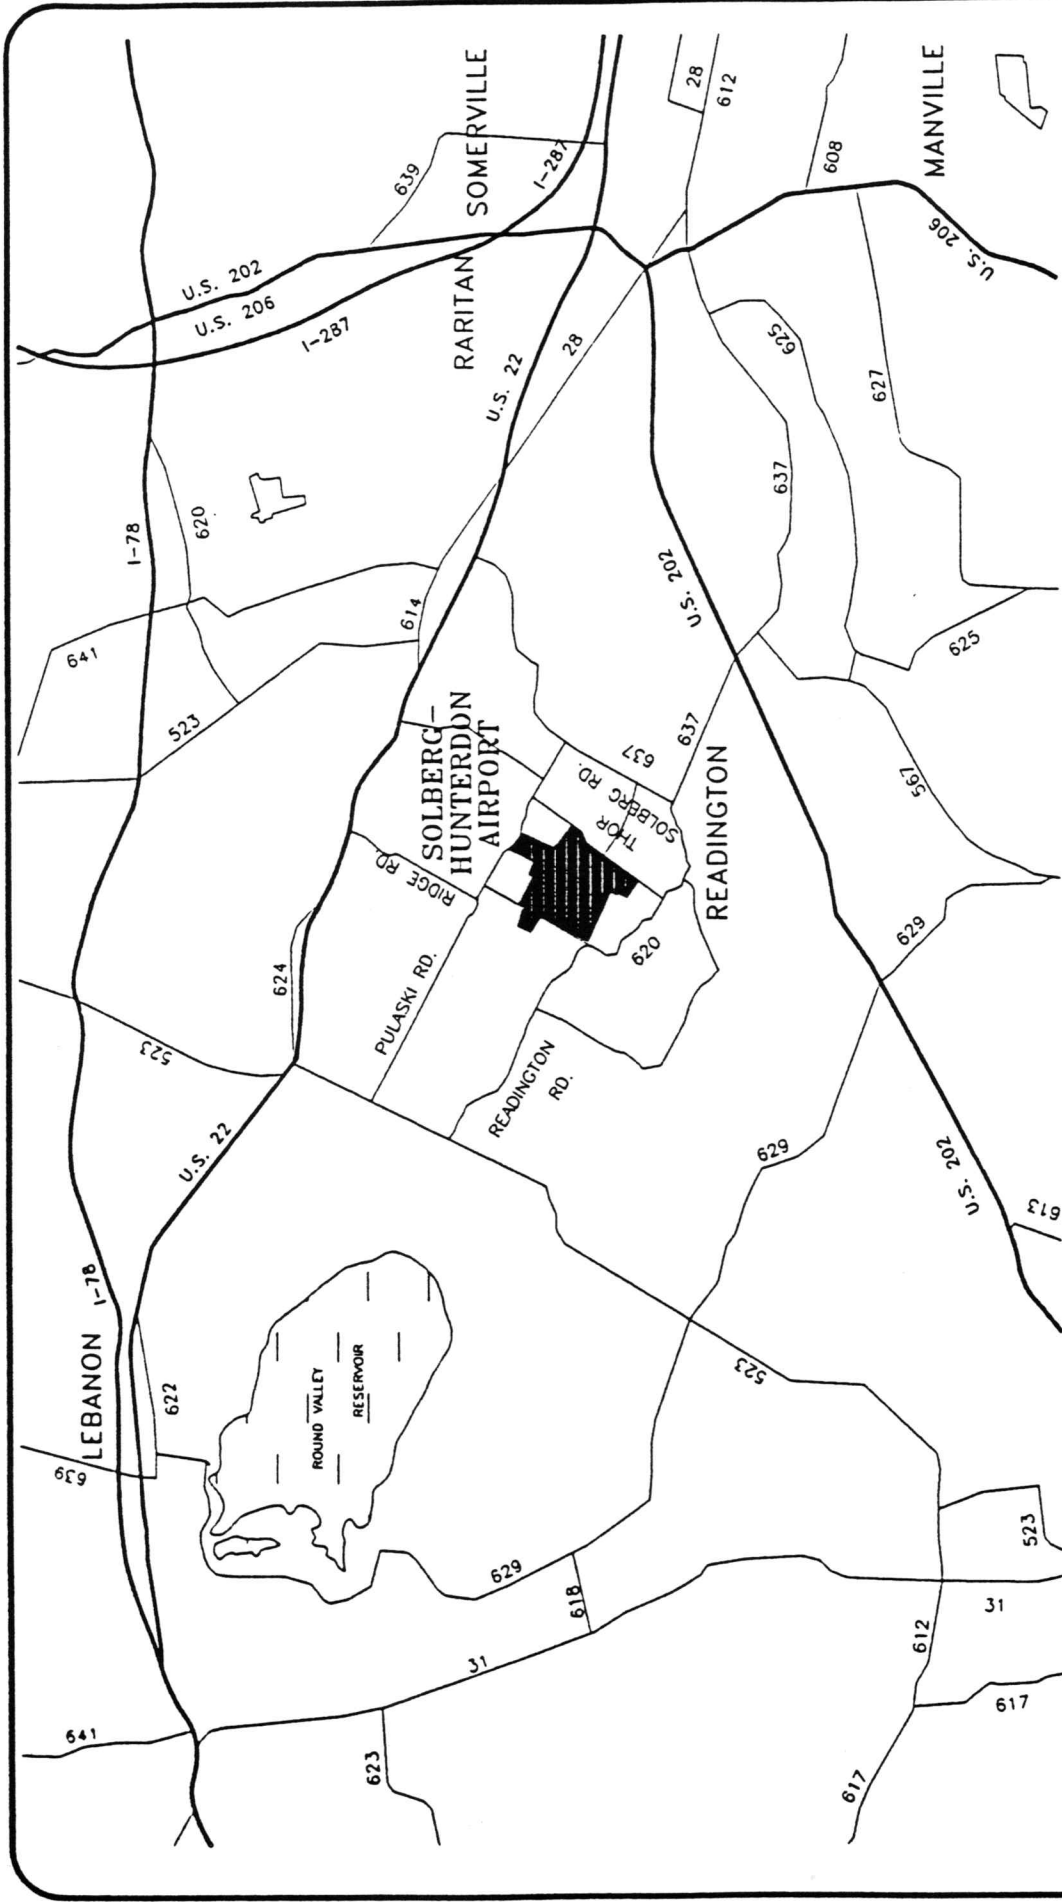 LEBANON
I-78
639
622
641
U.S. 22
523
624
I-78
523
641
620
U.S. 202
U.S. 206
I-287
639
RARITAN
SOMERVILLE
I-287
U.S. 22
28
614
SOLBERG-
HUNTERDON
AIRPORT
RIDGE RD
PULASKI RD.
READINGTON
RD.
620
THOR
SOLBERG RD.
637
637
READINGTON
U.S. 202
637
625
28
612
608
MANVILLE
U.S. 206
627
625
567
629
U.S. 202
613
629
523
ROUND VALLEY
RESERVOIR
629
618
31
623
523
31
612
617
617